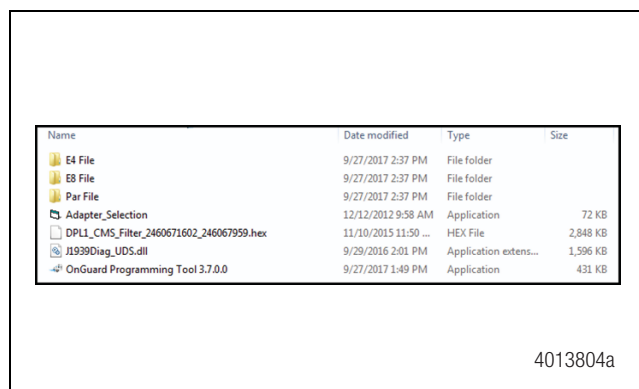 Name Date modified Type Size
E4 File 9/27/2017 2:37 PM File folder
E8 File 9/27/2017 2:37 PM File folder
Par File 9/27/2017 2:37 PM File folder
Adapter_Selection 12/12/2012 9:58 AM Application 72 KB
DPL1_CMS_Filter_2460671602_246067959.hex 11/10/2015 11:50 ... HEX File 2,848 KB
J1939Diag_UDS.dll 9/29/2016 2:01 PM Application extens... 1,596 KB
OnGuard Programming Tool 3.7.0.0 9/27/2017 1:49 PM Application 431 KB
4013804a